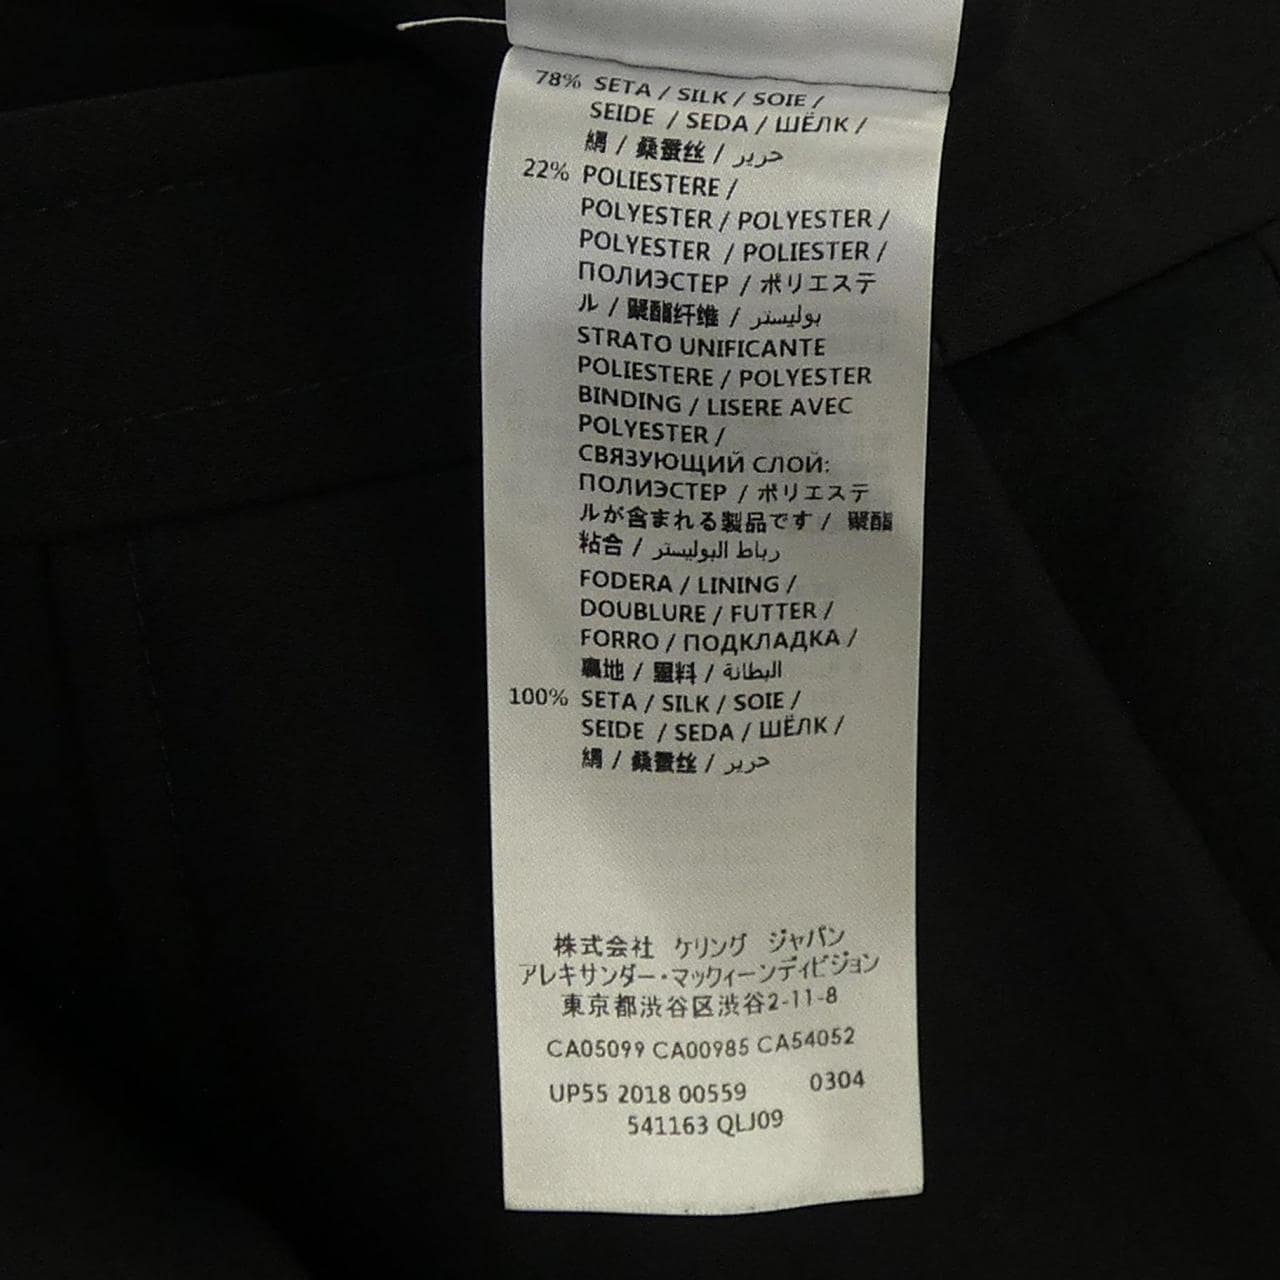 78% SETA / SILK / SOIE /
SEIDE / SEDA / ШЁЛК /
絹 / 桑蚕丝 / حرير
22% POLIESTERE /
POLYESTER / POLYESTER /
POLYESTER / POLIESTER /
ПОЛИЭСТЕР / ポリエステ
ル / 聚酯纤维 / بوليستر
STRATO UNIFICANTE
POLIESTERE / POLYESTER
BINDING / LISERE AVEC
POLYESTER /
СВЯЗУЮЩИЙ СЛОЙ:
ПОЛИЭСТЕР / ポリエステ
ルが含まれる製品です / 聚酯
粘合 / رباط البوليستر
FODERA / LINING /
DOUBLURE / FUTTER /
FORRO / ПОДКЛАДКА /
裏地 / 里料 / البطانة
100% SETA / SILK / SOIE /
SEIDE / SEDA / ШЁЛК /
絹 / 桑蚕丝 / حرير
株式会社 ケリング ジャパン
アレキサンダー・マックィーンディビジョン
東京都渋谷区渋谷2-11-8
CA05099 CA00985 CA54052
UP55 2018 00559 0304
541163 QLJ09